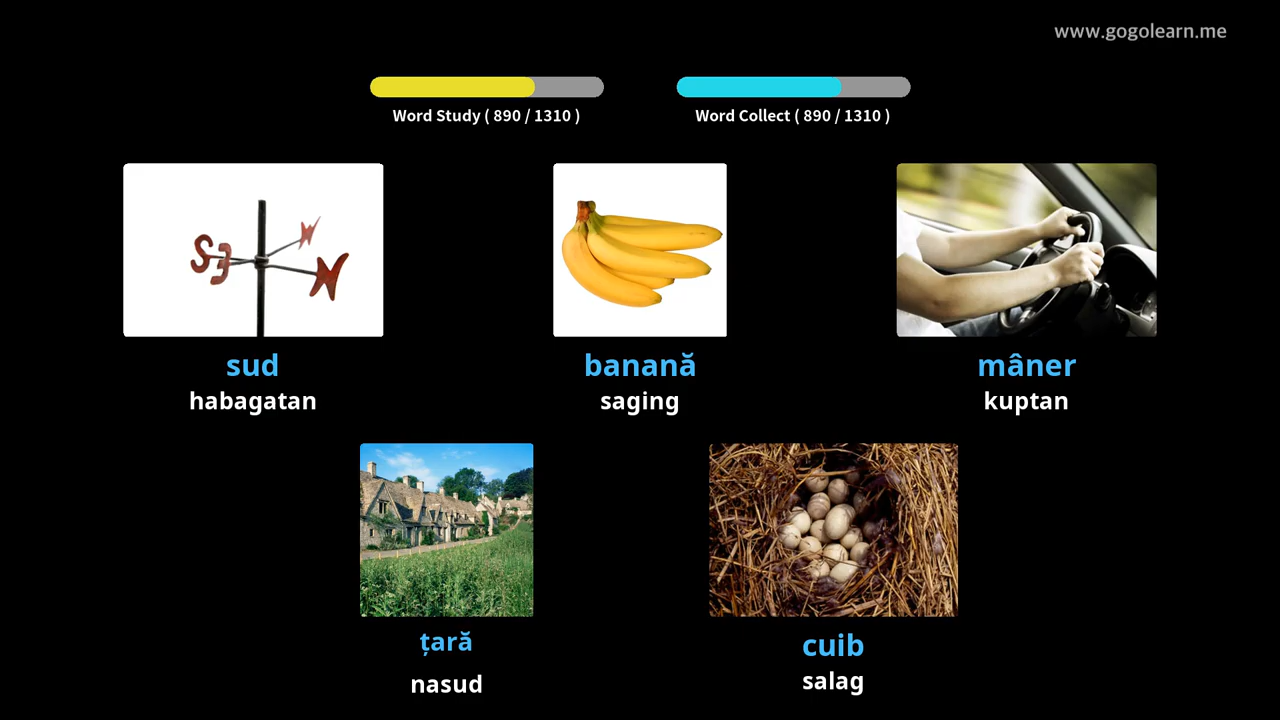 www.gogolearn.me
Word Study ( 890 / 1310 )
Word Collect ( 890 / 1310 )
S E N
sud
habagatan
banană
saging
mâner
kuptan
țară
nasud
cuib
salag